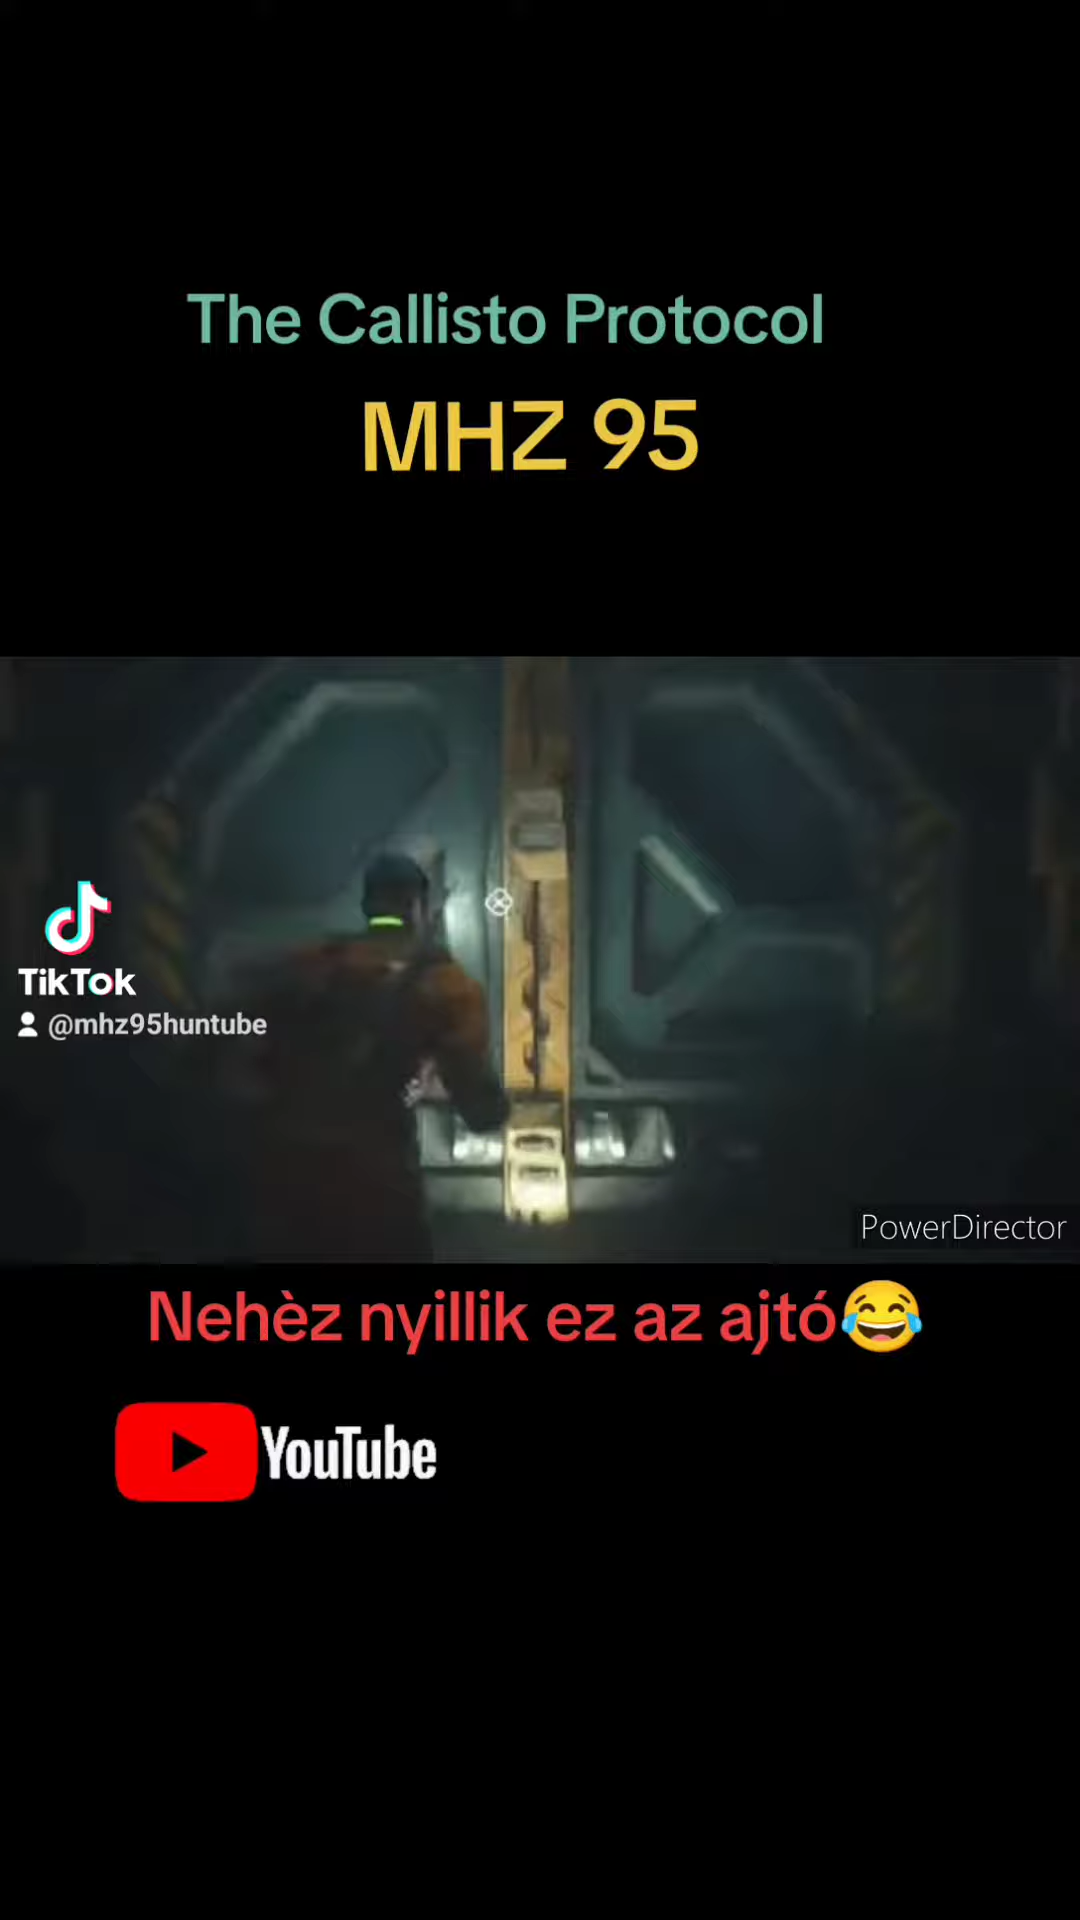 The Callisto Protocol
MHZ 95
TikTok
@mhz95huntube
PowerDirector
Nehèz nyillik ez az ajtó😂
YouTube